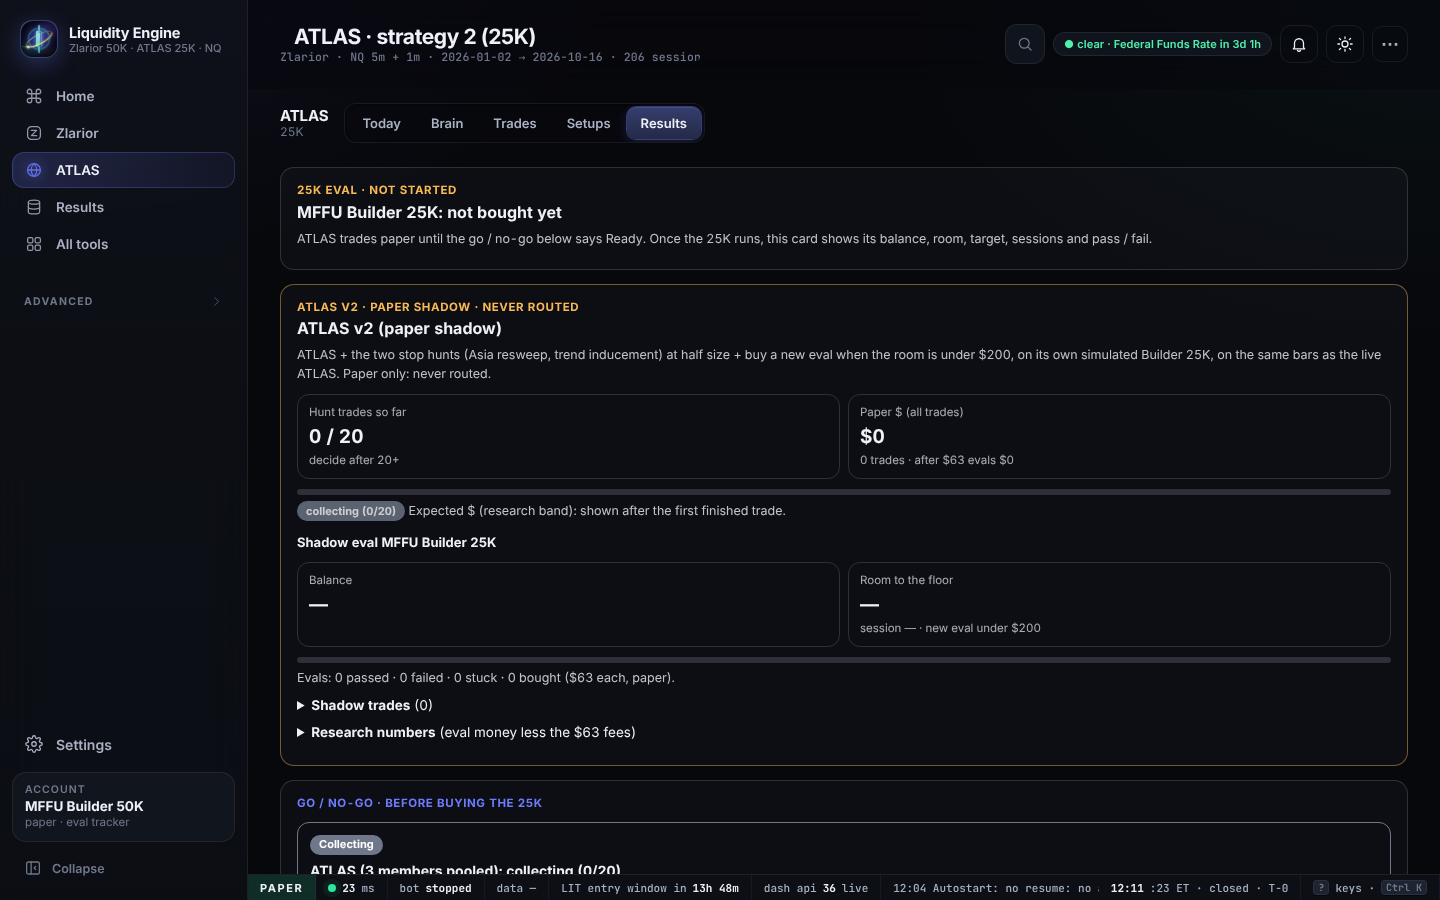 Liquidity Engine
Zlarior 50K · ATLAS 25K · NQ
Home
Zlarior
ATLAS
Results
All tools
ADVANCED
Settings
ACCOUNT
MFFU Builder 50K
paper · eval tracker
Collapse
ATLAS · strategy 2 (25K)
Zlarior · NQ 5m + 1m · 2026-01-02 → 2026-10-16 · 206 session
clear · Federal Funds Rate in 3d 1h
ATLAS
25K
Today Brain Trades Setups Results
25K EVAL · NOT STARTED
MFFU Builder 25K: not bought yet
ATLAS trades paper until the go / no-go below says Ready. Once the 25K runs, this card shows its balance, room, target, sessions and pass / fail.
ATLAS V2 · PAPER SHADOW · NEVER ROUTED
ATLAS v2 (paper shadow)
ATLAS + the two stop hunts (Asia resweep, trend inducement) at half size + buy a new eval when the room is under $200, on its own simulated Builder 25K, on the same bars as the live
ATLAS. Paper only: never routed.
Hunt trades so far
0 / 20
decide after 20+
Paper $ (all trades)
$0
0 trades · after $63 evals $0
collecting (0/20) Expected $ (research band): shown after the first finished trade.
Shadow eval MFFU Builder 25K
Balance
—
Room to the floor
—
session — · new eval under $200
Evals: 0 passed · 0 failed · 0 stuck · 0 bought ($63 each, paper).
Shadow trades (0)
Research numbers (eval money less the $63 fees)
GO / NO-GO · BEFORE BUYING THE 25K
Collecting
ATLAS (3 members pooled): collecting (0/20)
PAPER 23 ms bot stopped data — LIT entry window in 13h 48m dash api 36 live 12:04 Autostart: no resume: no 12:11 :23 ET · closed · T-0 ? keys · Ctrl K